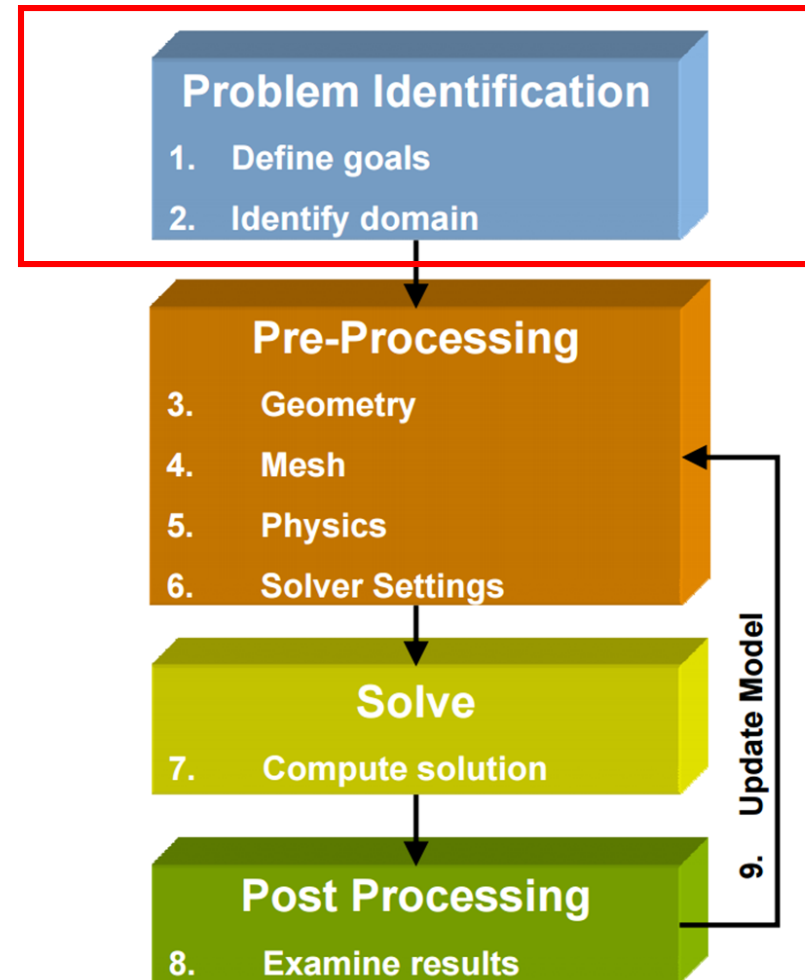 Problem Identification
1. Define goals
2. Identify domain
Pre-Processing
3. Geometry
4. Mesh
5. Physics
6. Solver Settings
Solve
7. Compute solution
Post Processing
8. Examine results
9. Update Model